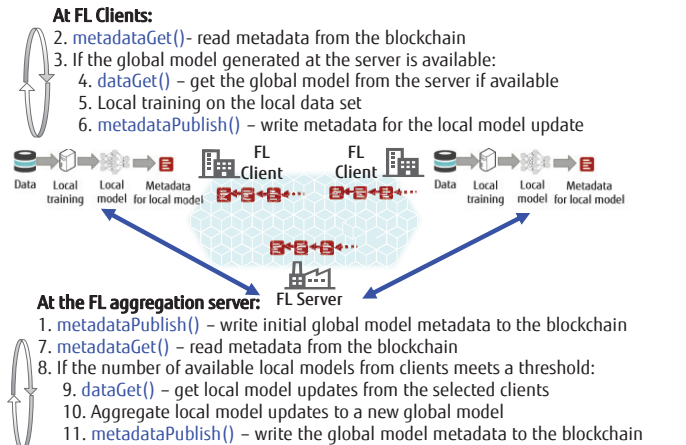 At FL Clients:
2. metadataGet()- read metadata from the blockchain
3. If the global model generated at the server is available:
4. dataGet() – get the global model from the server if available
5. Local training on the local data set
6. metadataPublish() – write metadata for the local model update
FL
Client
FL
Client
Data
Local
training
Local
model
Metadata
for local model
Data
Local
training
Local
model
Metadata
for local model
FL Server
At the FL aggregation server:
1. metadataPublish() – write initial global model metadata to the blockchain
7. metadataGet() – read metadata from the blockchain
8. If the number of available local models from clients meets a threshold:
9. dataGet() – get local model updates from the selected clients
10. Aggregate local model updates to a new global model
11. metadataPublish() – write the global model metadata to the blockchain